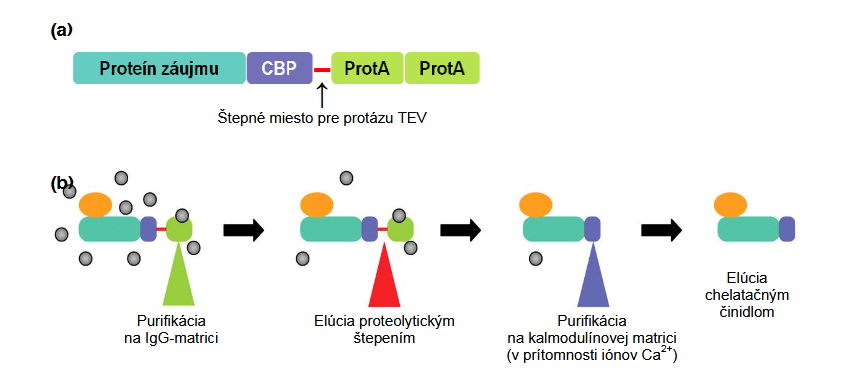 (a)
Proteín záujmu CBP ProtA ProtA
Štepné miesto pre protázu TEV
(b)
Purifikácia
na IgG-matrici
Elúcia proteolytickým
štepením
Purifikácia
na kalmodulínovej matrici
(v prítomnosti iónov Ca²⁺)
Elúcia
chelatačným
činidlom